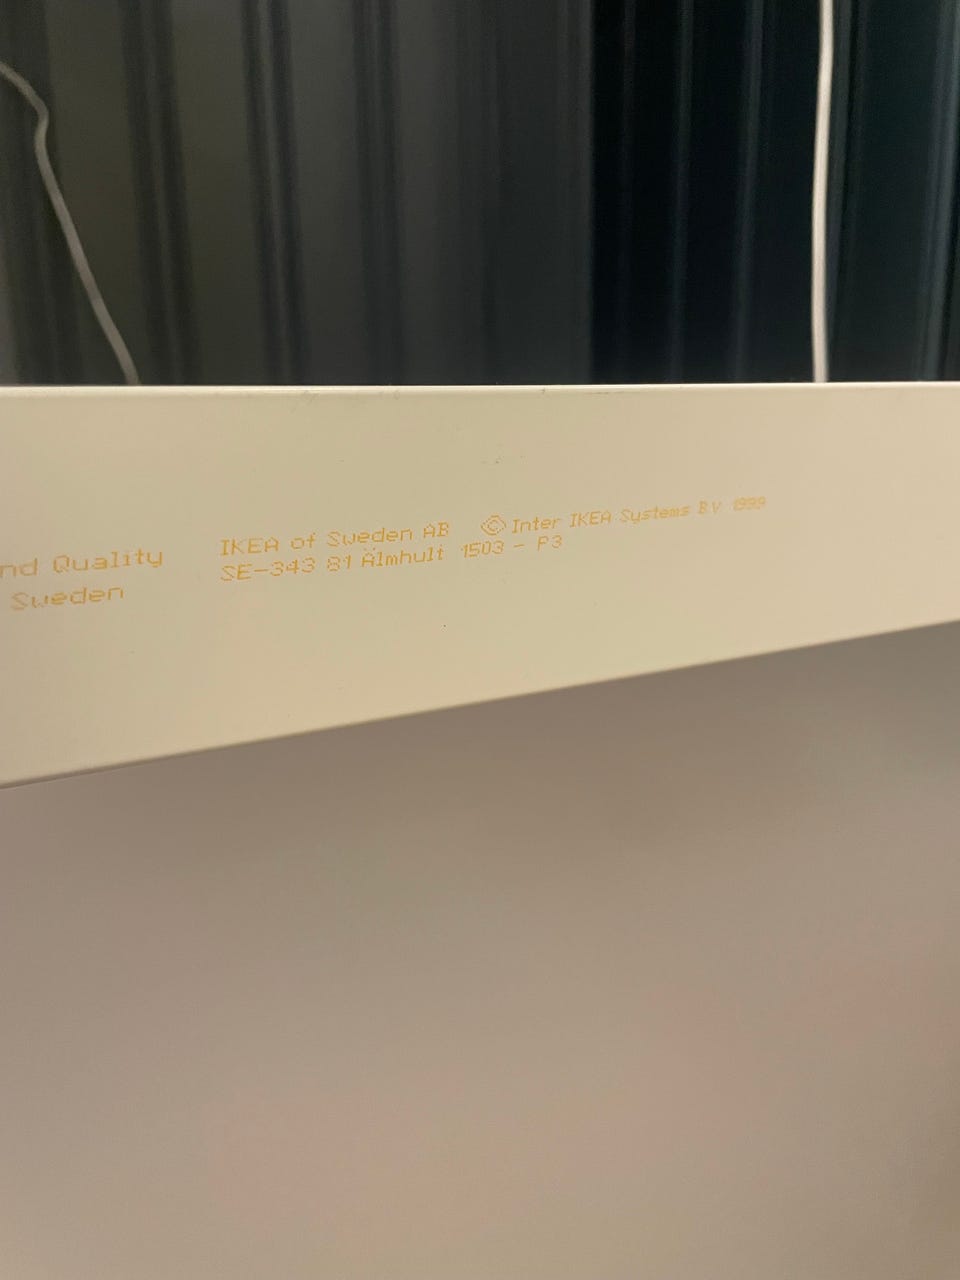 nd Quality IKEA of Sweden AB © Inter IKEA Systems B.V 1999
Sweden SE-343 81 Älmhult 1503 - P3